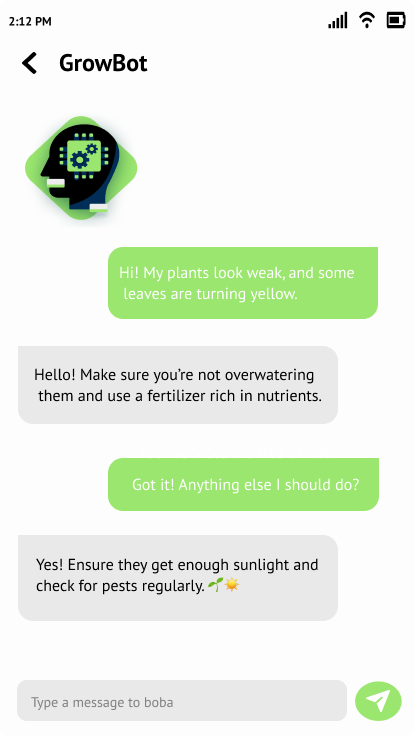 2:12 PM
GrowBot
Hi! My plants look weak, and some
leaves are turning yellow.
Hello! Make sure you’re not overwatering
them and use a fertilizer rich in nutrients.
Got it! Anything else I should do?
Yes! Ensure they get enough sunlight and
check for pests regularly. 🌱☀️
Type a message to boba